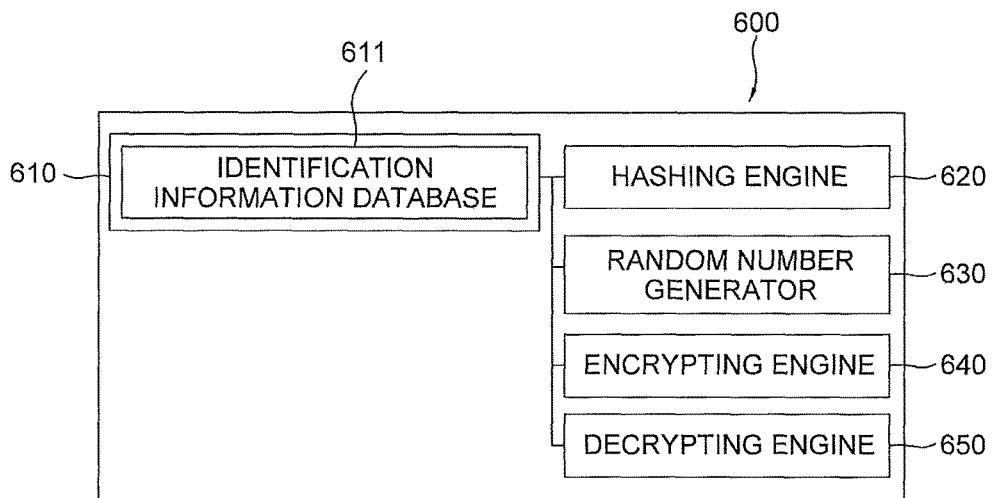 600
611
610
IDENTIFICATION
INFORMATION DATABASE
HASHING ENGINE
620
RANDOM NUMBER
GENERATOR
630
ENCRYPTING ENGINE
640
DECRYPTING ENGINE
650